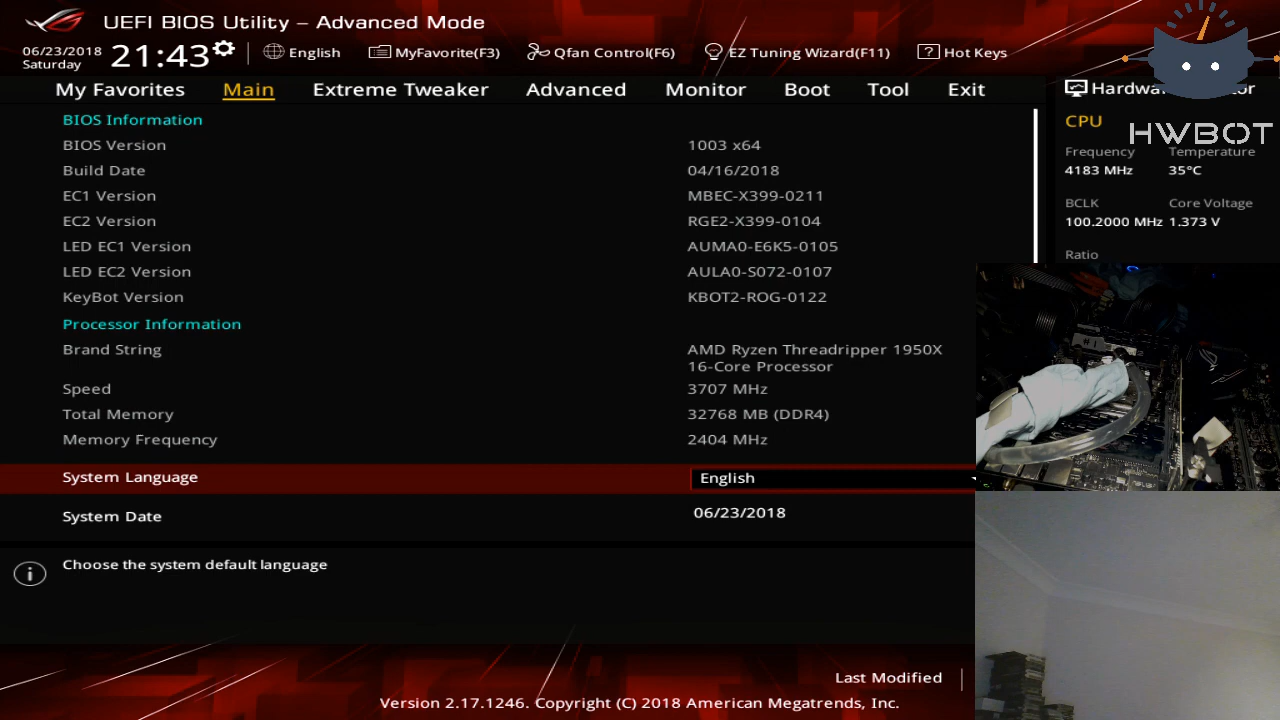 UEFI BIOS Utility – Advanced Mode
06/23/2018
Saturday
21:43
English
MyFavorite(F3)
Qfan Control(F6)
EZ Tuning Wizard(F11)
? Hot Keys
My Favorites
Main
Extreme Tweaker
Advanced
Monitor
Boot
Tool
Exit
HWBOT
BIOS Information
BIOS Version 1003 x64
Build Date 04/16/2018
EC1 Version MBEC-X399-0211
EC2 Version RGE2-X399-0104
LED EC1 Version AUMA0-E6K5-0105
LED EC2 Version AULA0-S072-0107
KeyBot Version KBOT2-ROG-0122
Processor Information
Brand String AMD Ryzen Threadripper 1950X
16-Core Processor
Speed 3707 MHz
Total Memory 32768 MB (DDR4)
Memory Frequency 2404 MHz
System Language English
System Date 06/23/2018
Choose the system default language
CPU
Frequency Temperature
4183 MHz 35°C
BCLK Core Voltage
100.2000 MHz 1.373 V
Ratio
#1
Last Modified
Version 2.17.1246. Copyright (C) 2018 American Megatrends, Inc.